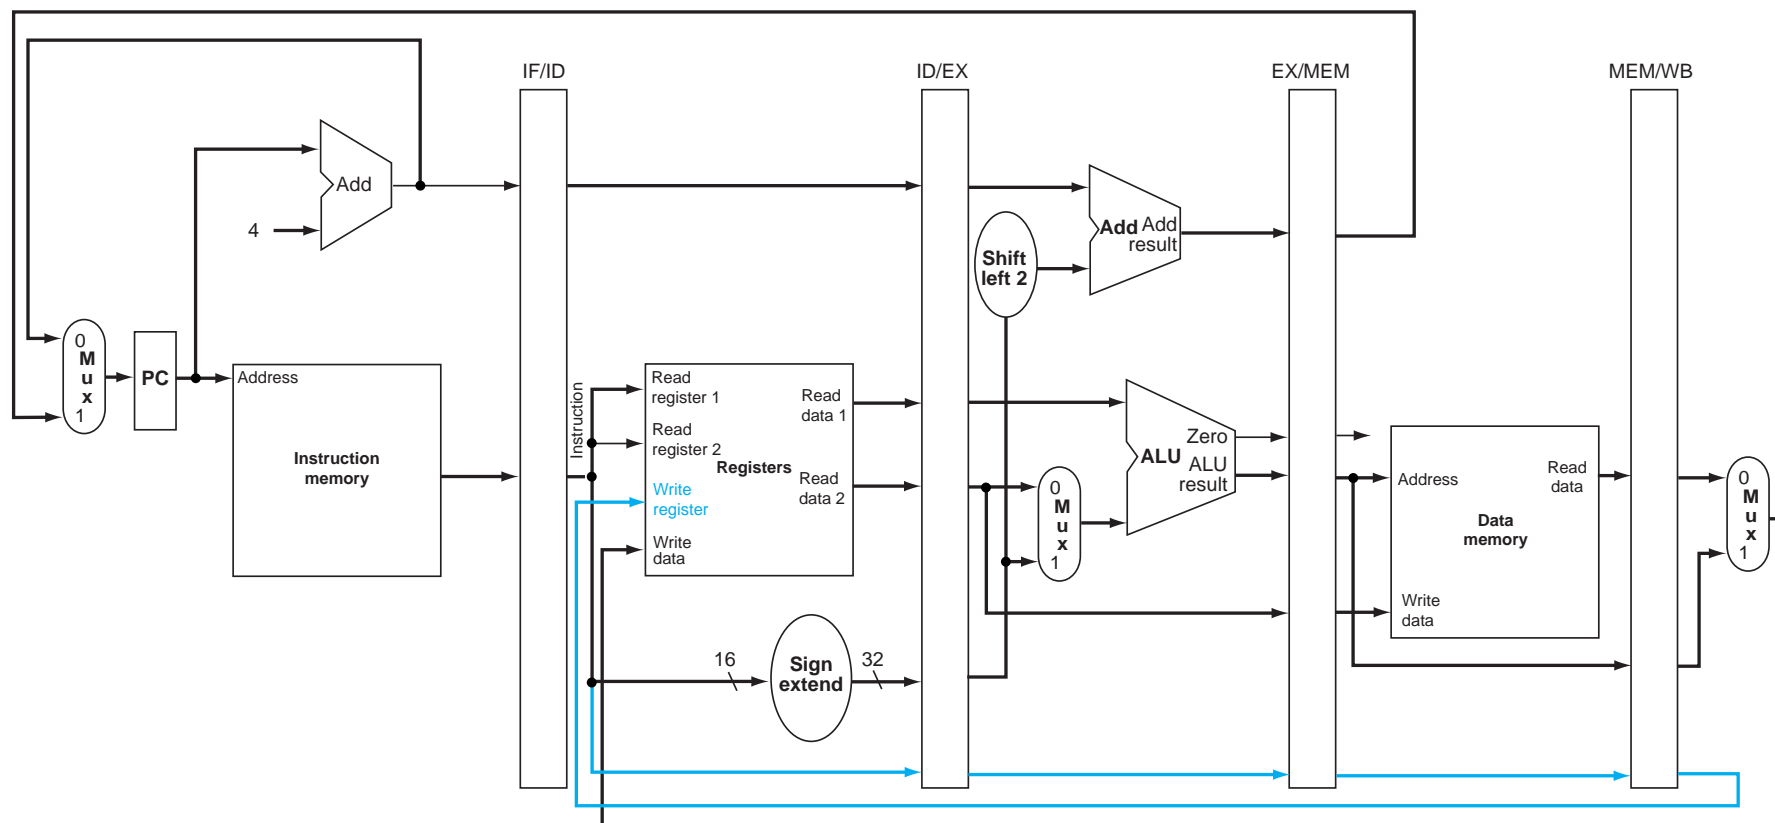 IF/ID
ID/EX
EX/MEM
MEM/WB
Add
4
Add Add
result
Shift
left 2
0
M
u
x
1
PC
Address
Instruction
memory
Instruction
Read
register 1
Read
register 2
Write
register
Write
data
Registers
Read
data 1
Read
data 2
0
M
u
x
1
Zero
ALU ALU
result
Address
Read
data
Data
memory
Write
data
0
M
u
x
1
16
Sign
extend
32